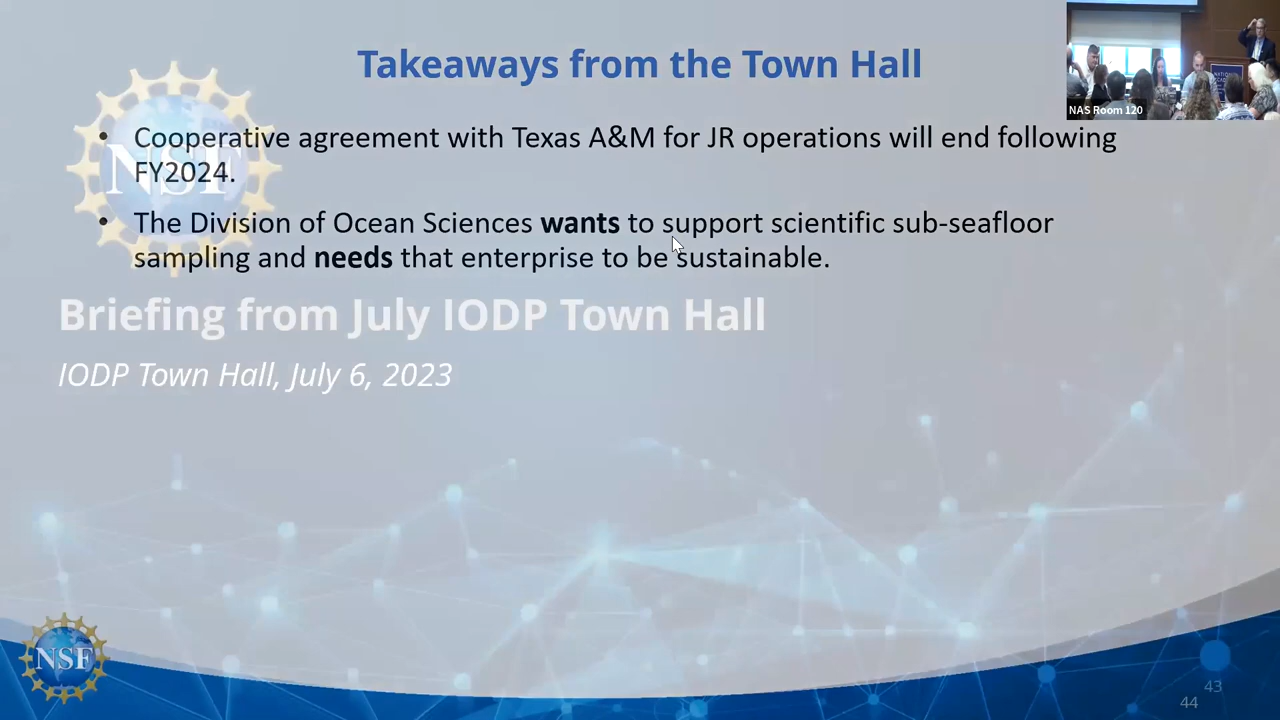 Takeaways from the Town Hall
NAS Room 120
• Cooperative agreement with Texas A&M for JR operations will end following
FY2024.
• The Division of Ocean Sciences wants to support scientific sub-seafloor
sampling and needs that enterprise to be sustainable.
NSF
Briefing from July IODP Town Hall
IODP Town Hall, July 6, 2023
NSF
43
44